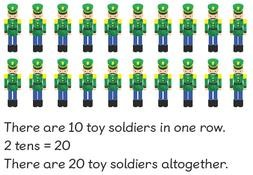 There are 10 toy soldiers in one row.
2 tens = 20
There are 20 toy soldiers altogether.